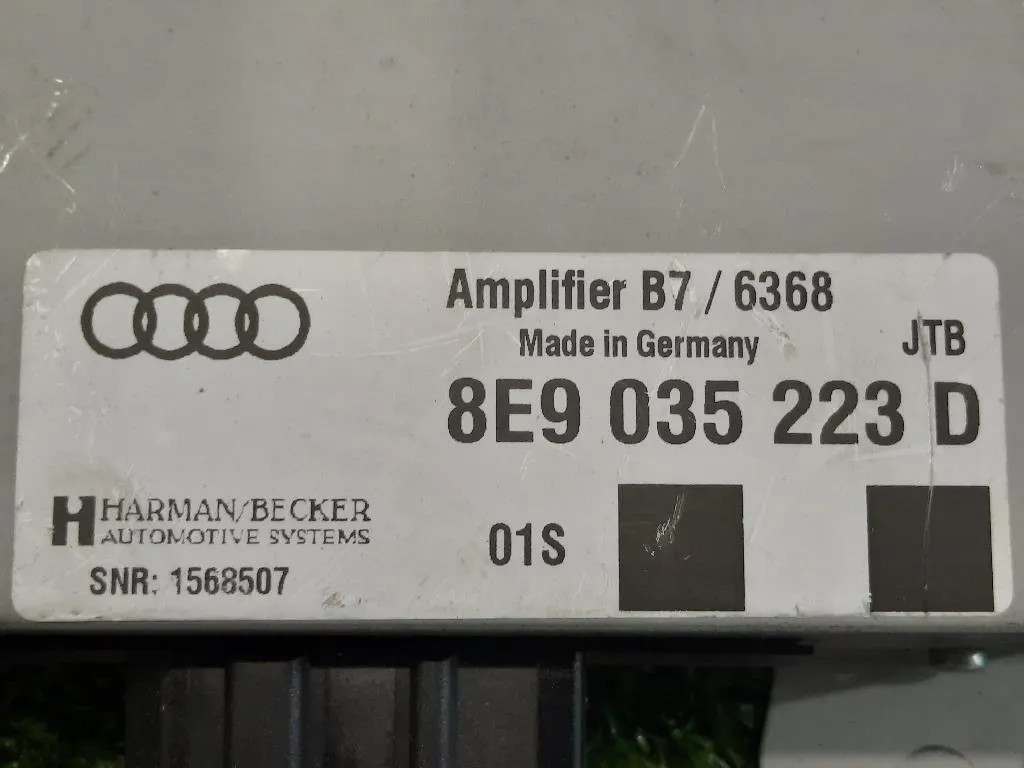 Amplifier B7 / 6368
Made in Germany
JTB
8E9 035 223 D
HARMAN/BECKER
AUTOMOTIVE SYSTEMS
01S
SNR: 1568507